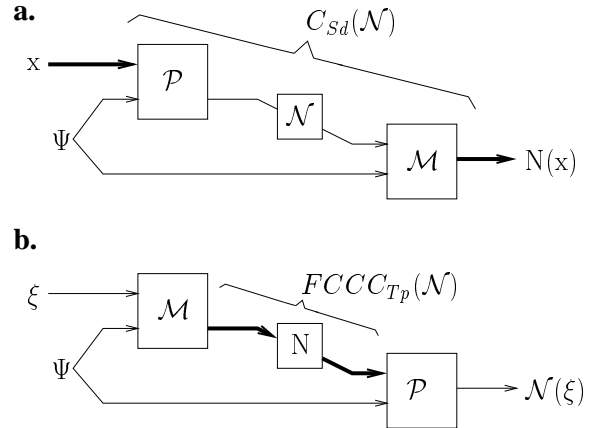 a.
C_{Sd}(𝒩)
x
𝒫
𝒩
Ψ
ℳ
N(x)
b.
FCCC_{Tp}(𝒩)
ξ
ℳ
N
Ψ
𝒫
𝒩(ξ)